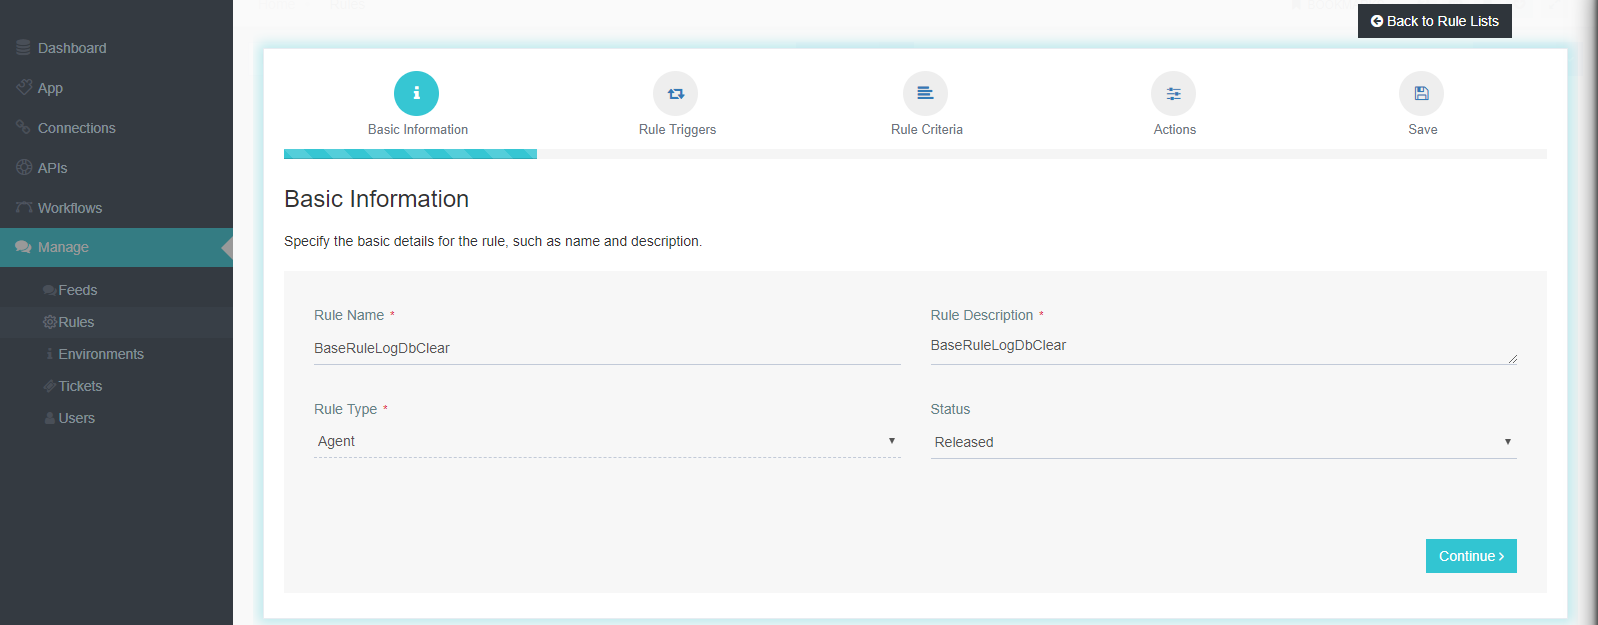 Back to Rule Lists
Dashboard
App
Connections
APIs
Workflows
Manage
Feeds
Rules
Environments
Tickets
Users
Basic Information
Rule Triggers
Rule Criteria
Actions
Save
Basic Information
Specify the basic details for the rule, such as name and description.
Rule Name *
BaseRuleLogDbClear
Rule Description *
BaseRuleLogDbClear
Rule Type *
Agent
Status
Released
Continue